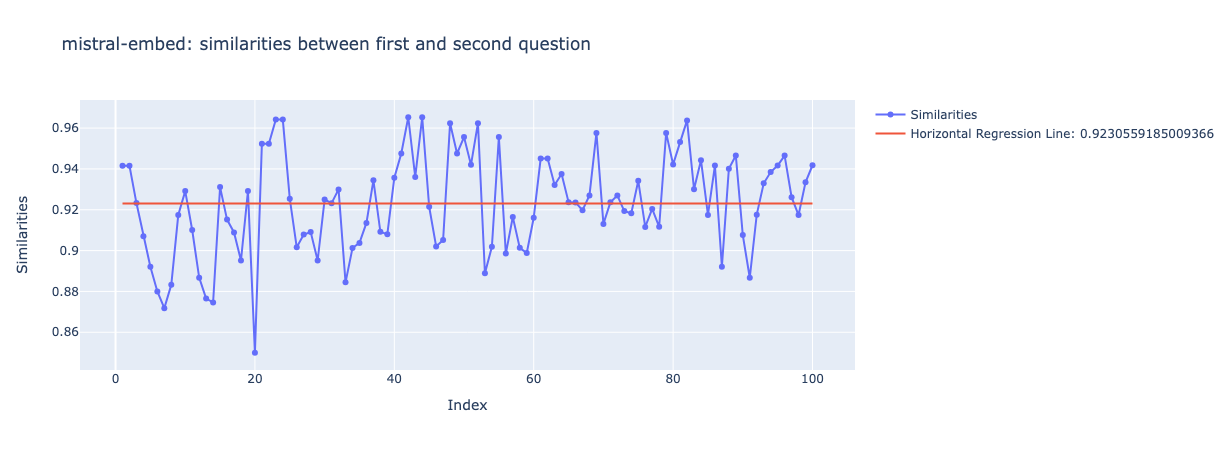 mistral-embed: similarities between first and second question
Similarities
Horizontal Regression Line: 0.9230559185009366
0.96
0.94
0.92
0.9
0.88
0.86
Similarities
0 20 40 60 80 100
Index